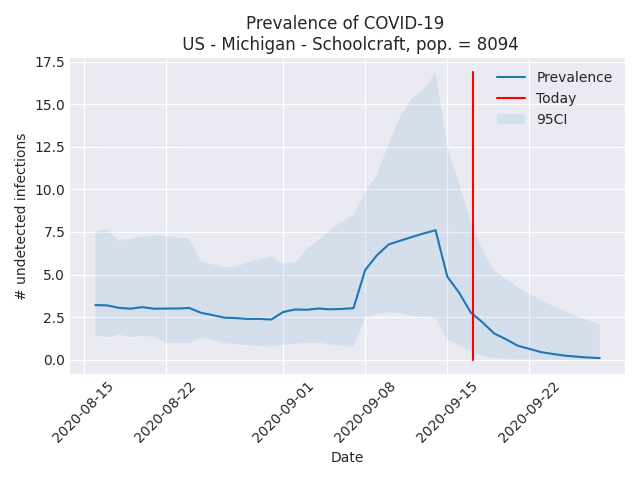 Prevalence of COVID-19
US - Michigan - Schoolcraft, pop. = 8094
17.5
15.0
12.5
10.0
7.5
5.0
2.5
0.0
# undetected infections
Prevalence
Today
95CI
2020-08-15
2020-08-22
2020-09-01
2020-09-08
2020-09-15
2020-09-22
Date